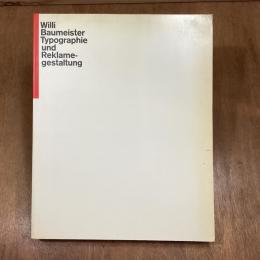 Willi
Baumeister
Typographie
und
Reklame-
gestaltung